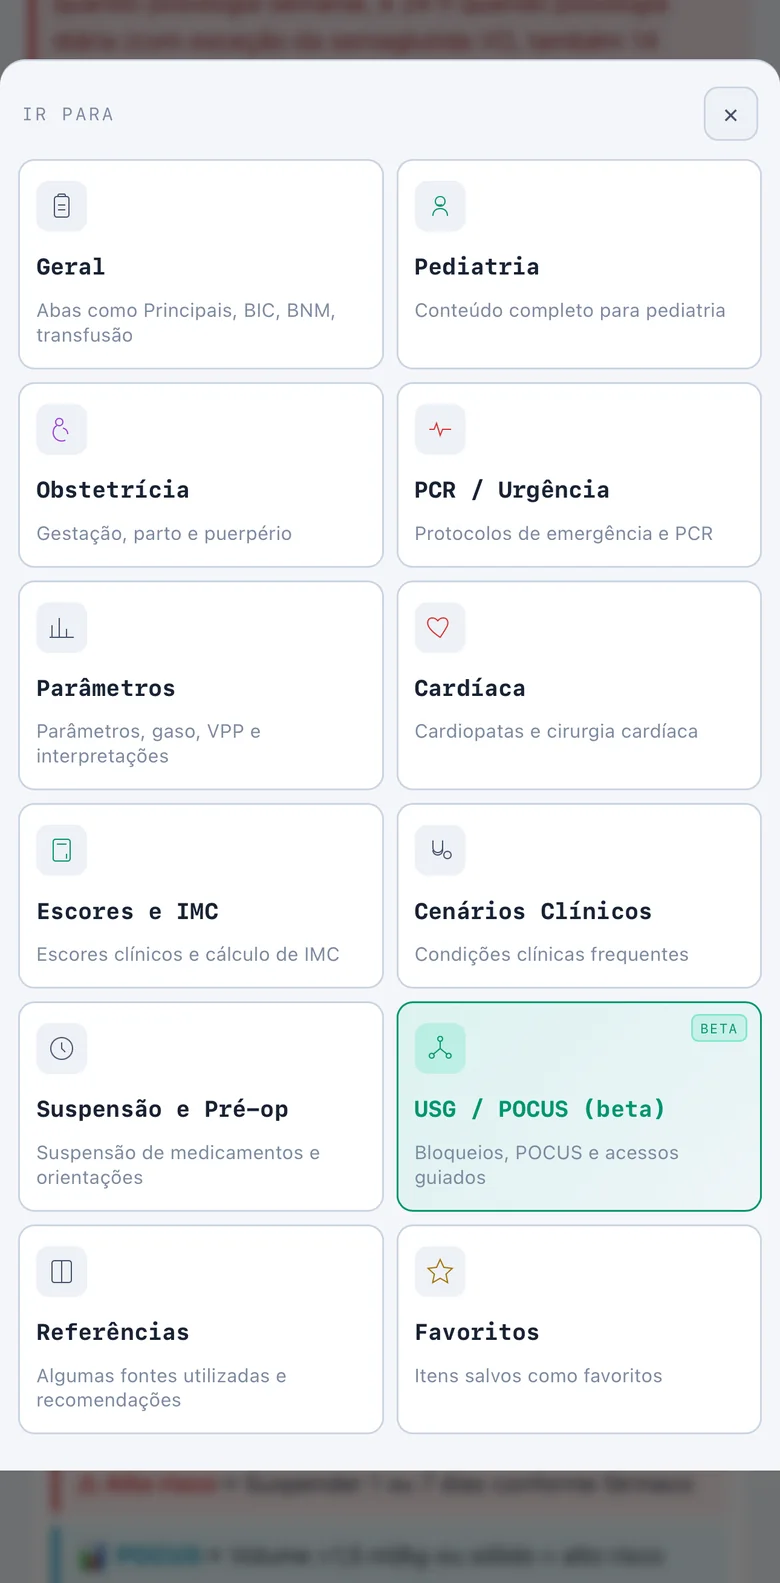 IR PARA
×
Geral
Abas como Principais, BIC, BNM,
transfusão
Pediatria
Conteúdo completo para pediatria
Obstetrícia
Gestação, parto e puerpério
PCR / Urgência
Protocolos de emergência e PCR
Parâmetros
Parâmetros, gaso, VPP e
interpretações
Cardíaca
Cardiopatas e cirurgia cardíaca
Escores e IMC
Escores clínicos e cálculo de IMC
Cenários Clínicos
Condições clínicas frequentes
Suspensão e Pré-op
Suspensão de medicamentos e
orientações
BETA
USG / POCUS (beta)
Bloqueios, POCUS e acessos
guiados
Referências
Algumas fontes utilizadas e
recomendações
Favoritos
Itens salvos como favoritos